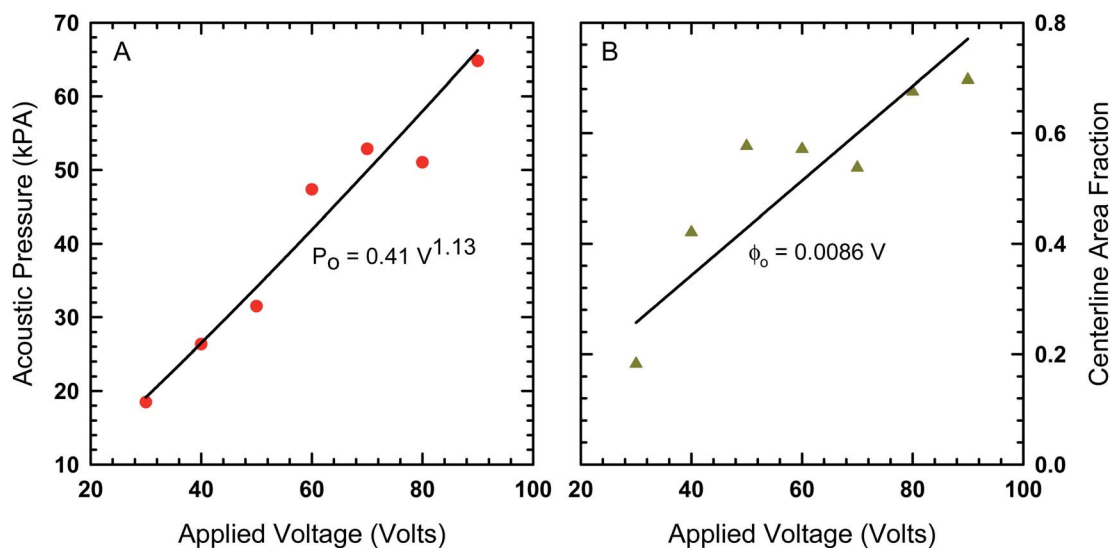 A
Acoustic Pressure (kPA)
70
60
50
40
30
20
10
P₀ = 0.41 V¹·¹³
20 40 60 80 100
Applied Voltage (Volts)
B
Centerline Area Fraction
0.8
0.6
0.4
0.2
0.0
ϕₒ = 0.0086 V
20 40 60 80 100
Applied Voltage (Volts)